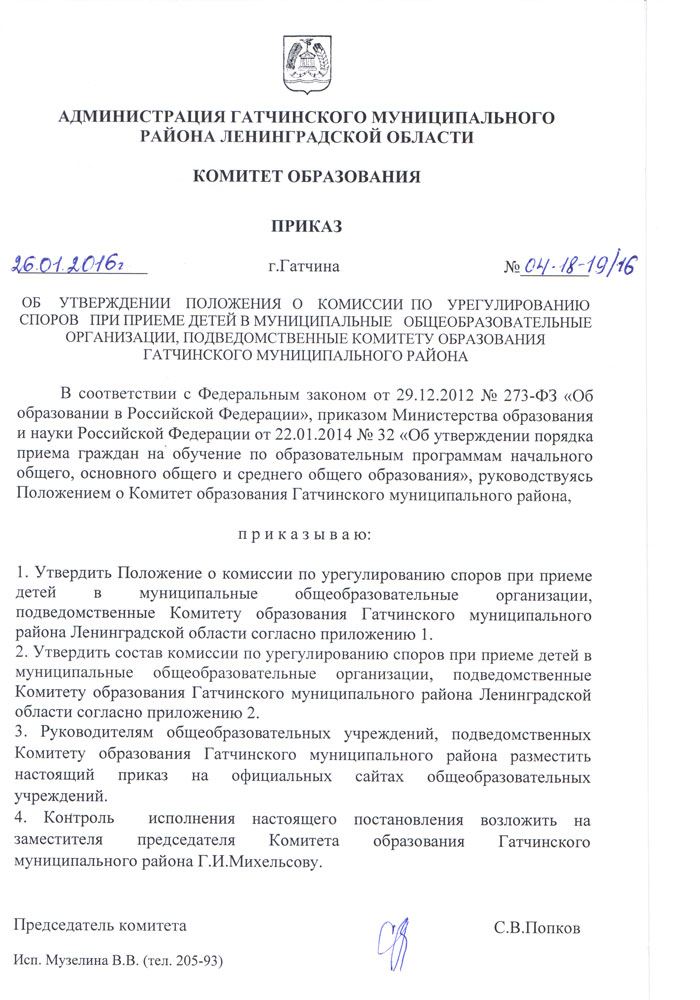 АДМИНИСТРАЦИЯ ГАТЧИНСКОГО МУНИЦИПАЛЬНОГО
РАЙОНА ЛЕНИНГРАДСКОЙ ОБЛАСТИ
КОМИТЕТ ОБРАЗОВАНИЯ
ПРИКАЗ
26.01.2016г г.Гатчина № 04-18-19/16
ОБ УТВЕРЖДЕНИИ ПОЛОЖЕНИЯ О КОМИССИИ ПО УРЕГУЛИРОВАНИЮ
СПОРОВ ПРИ ПРИЕМЕ ДЕТЕЙ В МУНИЦИПАЛЬНЫЕ ОБЩЕОБРАЗОВАТЕЛЬНЫЕ
ОРГАНИЗАЦИИ, ПОДВЕДОМСТВЕННЫЕ КОМИТЕТУ ОБРАЗОВАНИЯ
ГАТЧИНСКОГО МУНИЦИПАЛЬНОГО РАЙОНА
В соответствии с Федеральным законом от 29.12.2012 № 273-ФЗ «Об
образовании в Российской Федерации», приказом Министерства образования
и науки Российской Федерации от 22.01.2014 № 32 «Об утверждении порядка
приема граждан на обучение по образовательным программам начального
общего, основного общего и среднего общего образования», руководствуясь
Положением о Комитет образования Гатчинского муниципального района,
п р и к а з ы в а ю:
1. Утвердить Положение о комиссии по урегулированию споров при приеме
детей в муниципальные общеобразовательные организации,
подведомственные Комитету образования Гатчинского муниципального
района Ленинградской области согласно приложению 1.
2. Утвердить состав комиссии по урегулированию споров при приеме детей в
муниципальные общеобразовательные организации, подведомственные
Комитету образования Гатчинского муниципального района Ленинградской
области согласно приложению 2.
3. Руководителям общеобразовательных учреждений, подведомственных
Комитету образования Гатчинского муниципального района разместить
настоящий приказ на официальных сайтах общеобразовательных
учреждений.
4. Контроль исполнения настоящего постановления возложить на
заместителя председателя Комитета образования Гатчинского
муниципального района Г.И.Михельсову.
Председатель комитета С.В.Попков
Исп. Музелина В.В. (тел. 205-93)